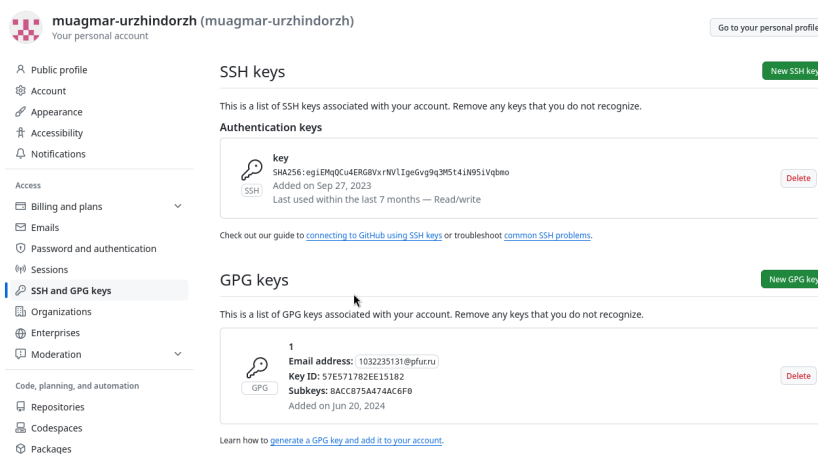 muagmar-urzhindorzh (muagmar-urzhindorzh)
Your personal account
Go to your personal profile
Public profile
Account
Appearance
Accessibility
Notifications
Access
Billing and plans
Emails
Password and authentication
Sessions
SSH and GPG keys
Organizations
Enterprises
Moderation
Code, planning, and automation
Repositories
Codespaces
Packages
SSH keys
New SSH key
This is a list of SSH keys associated with your account. Remove any keys that you do not recognize.
Authentication keys
key
SHA256:egiEMqQCu4ERG8VxrNVlIgeGvg9q3M5t4iN95iVqbmo
SSH
Added on Sep 27, 2023
Last used within the last 7 months — Read/write
Delete
Check out our guide to connecting to GitHub using SSH keys or troubleshoot common SSH problems.
GPG keys
New GPG key
This is a list of GPG keys associated with your account. Remove any keys that you do not recognize.
1
Email address: 1032235131@pfur.ru
Key ID: 57E571782EE15182
GPG
Subkeys: 8ACC875A474AC6F0
Added on Jun 20, 2024
Delete
Learn how to generate a GPG key and add it to your account.